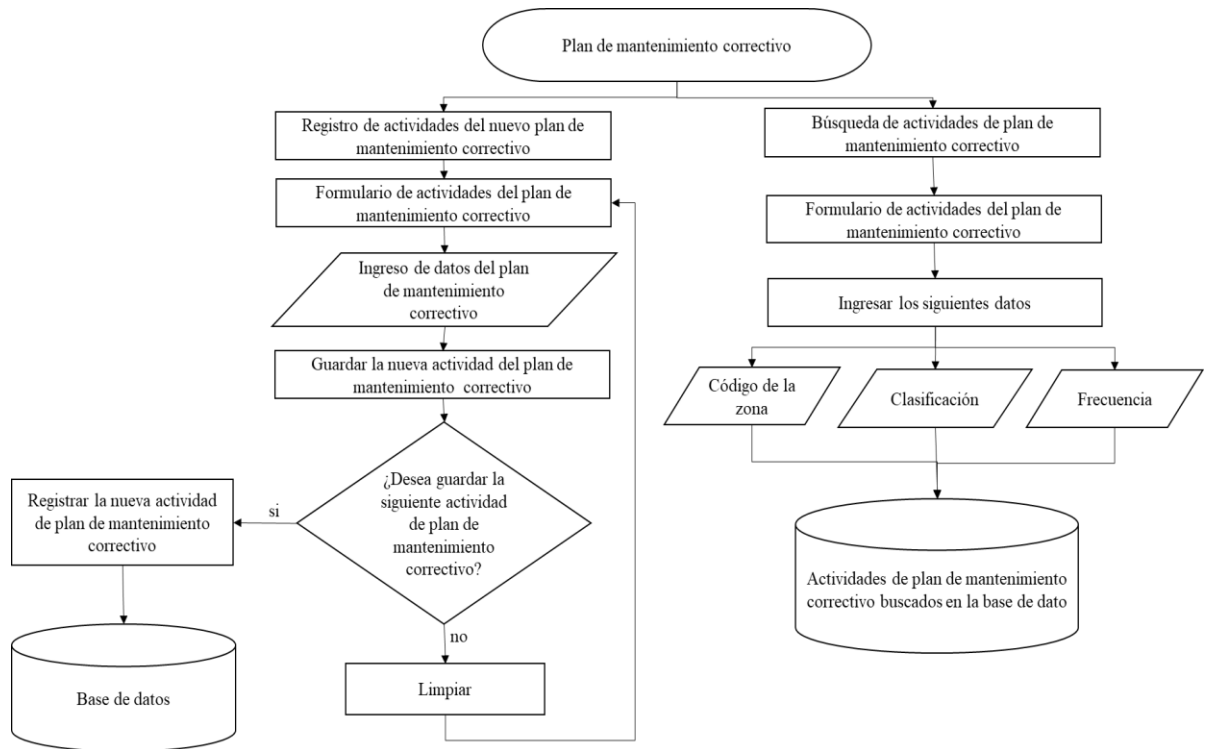 Plan de mantenimiento correctivo
Registro de actividades del nuevo plan de
mantenimiento correctivo
Formulario de actividades del plan de
mantenimiento correctivo
Ingreso de datos del plan
de mantenimiento
correctivo
Guardar la nueva actividad del plan de
mantenimiento correctivo
¿Desea guardar la
siguiente actividad
de plan de
mantenimiento
correctivo?
si
Registrar la nueva actividad
de plan de mantenimiento
correctivo
Base de datos
no
Limpiar
Búsqueda de actividades de plan de
mantenimiento correctivo
Formulario de actividades del plan de
mantenimiento correctivo
Ingresar los siguientes datos
Código de la
zona
Clasificación
Frecuencia
Actividades de plan de mantenimiento
correctivo buscados en la base de dato